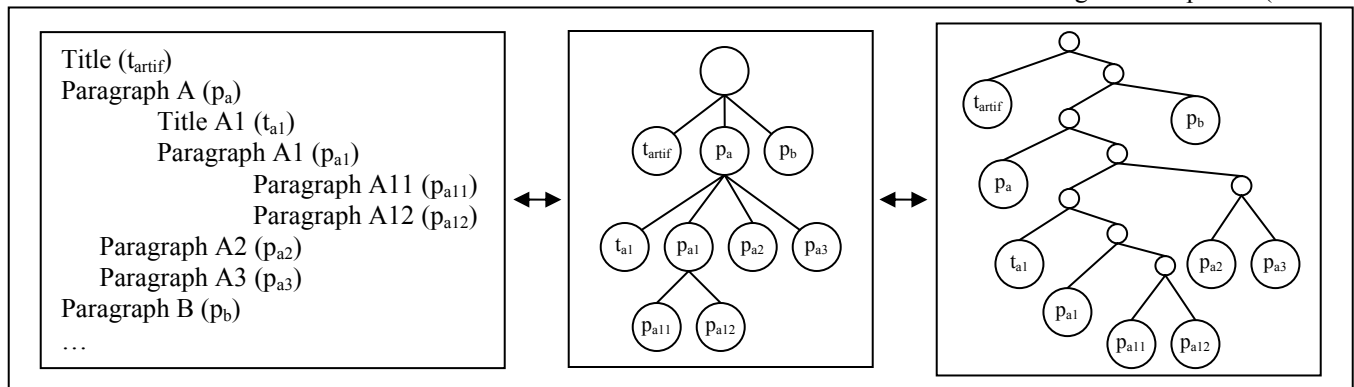 Title (tartif)
Paragraph A (pa)
Title A1 (ta1)
Paragraph A1 (pa1)
Paragraph A11 (pa11)
Paragraph A12 (pa12)
Paragraph A2 (pa2)
Paragraph A3 (pa3)
Paragraph B (pb)
…
tartif pa pb
ta1 pa1 pa2 pa3
pa11 pa12
tartif
pb
pa
ta1 pa2 pa3
pa1
pa11 pa12